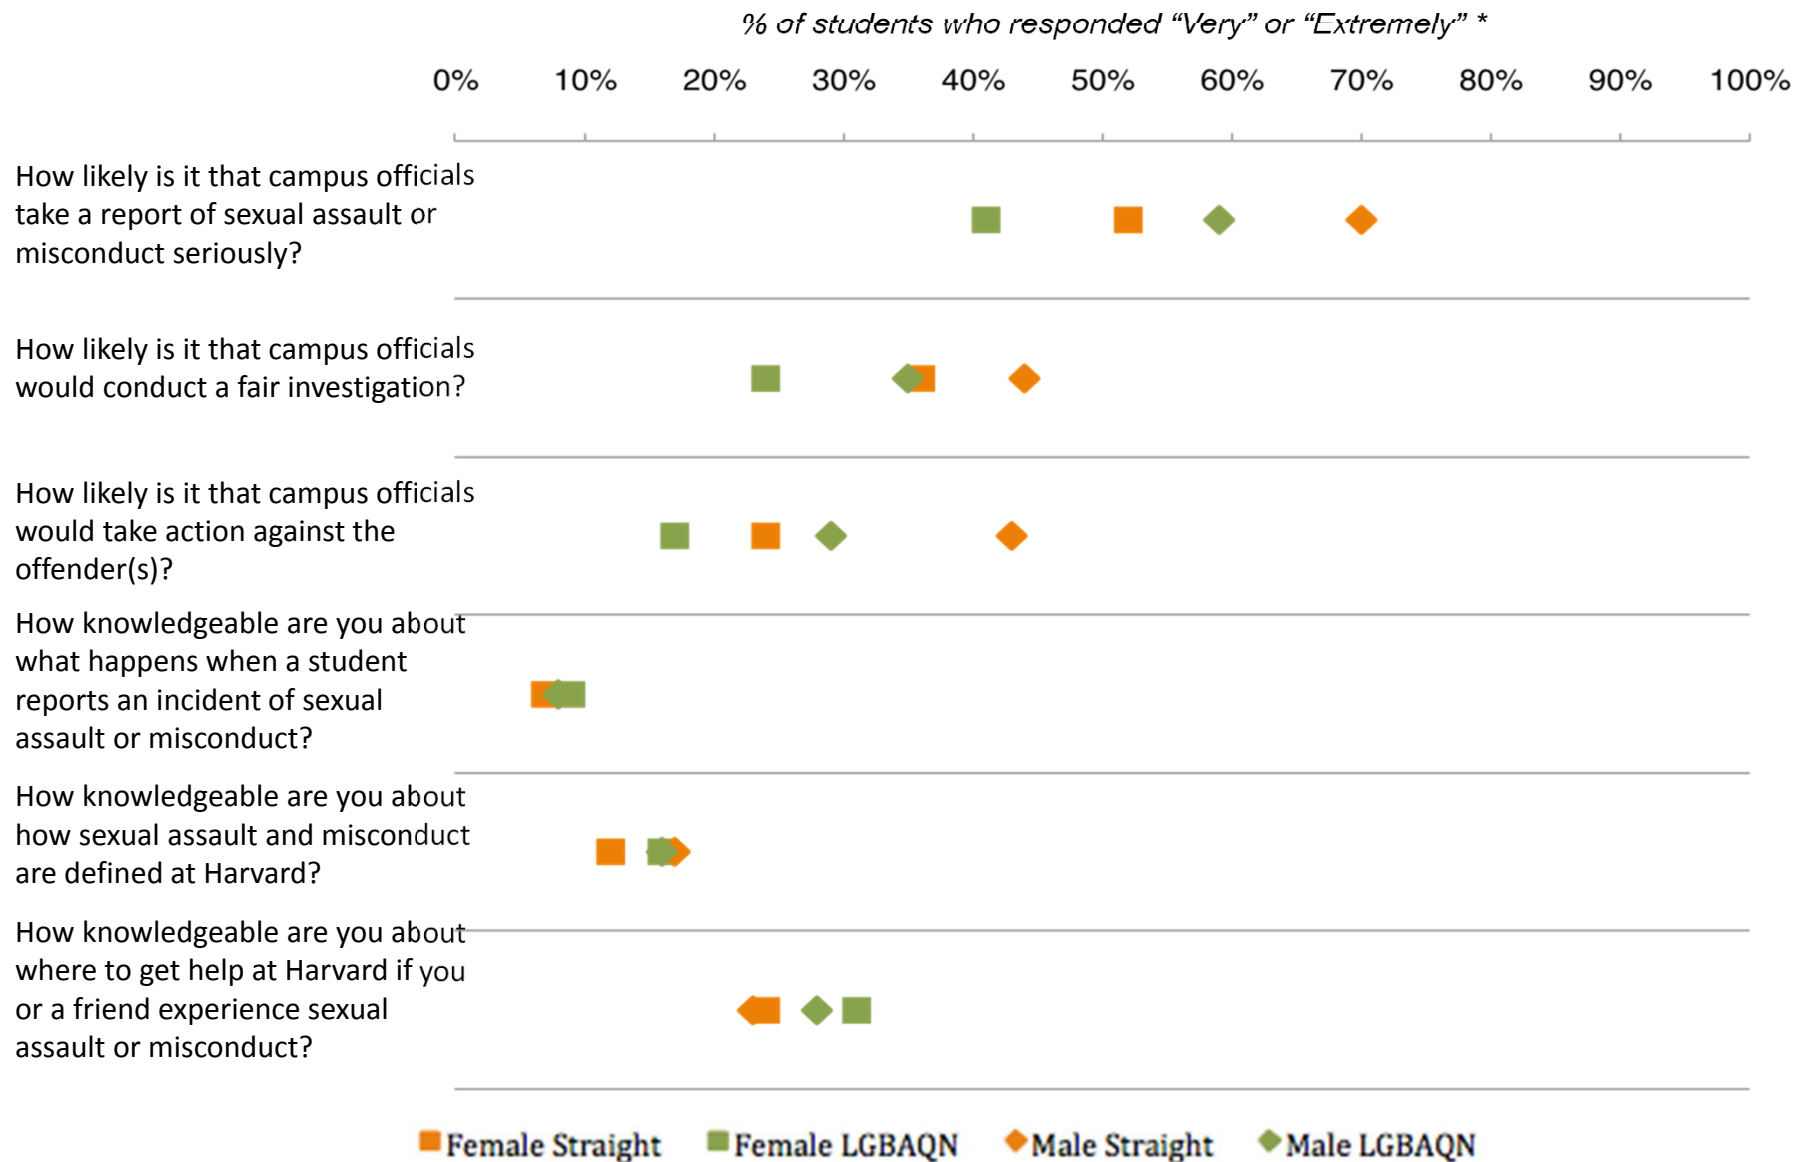 % of students who responded “Very” or “Extremely” *
0% 10% 20% 30% 40% 50% 60% 70% 80% 90% 100%
How likely is it that campus officials
take a report of sexual assault or
misconduct seriously?
How likely is it that campus officials
would conduct a fair investigation?
How likely is it that campus officials
would take action against the
offender(s)?
How knowledgeable are you about
what happens when a student
reports an incident of sexual
assault or misconduct?
How knowledgeable are you about
how sexual assault and misconduct
are defined at Harvard?
How knowledgeable are you about
where to get help at Harvard if you
or a friend experience sexual
assault or misconduct?
Female Straight Female LGBAQN Male Straight Male LGBAQN